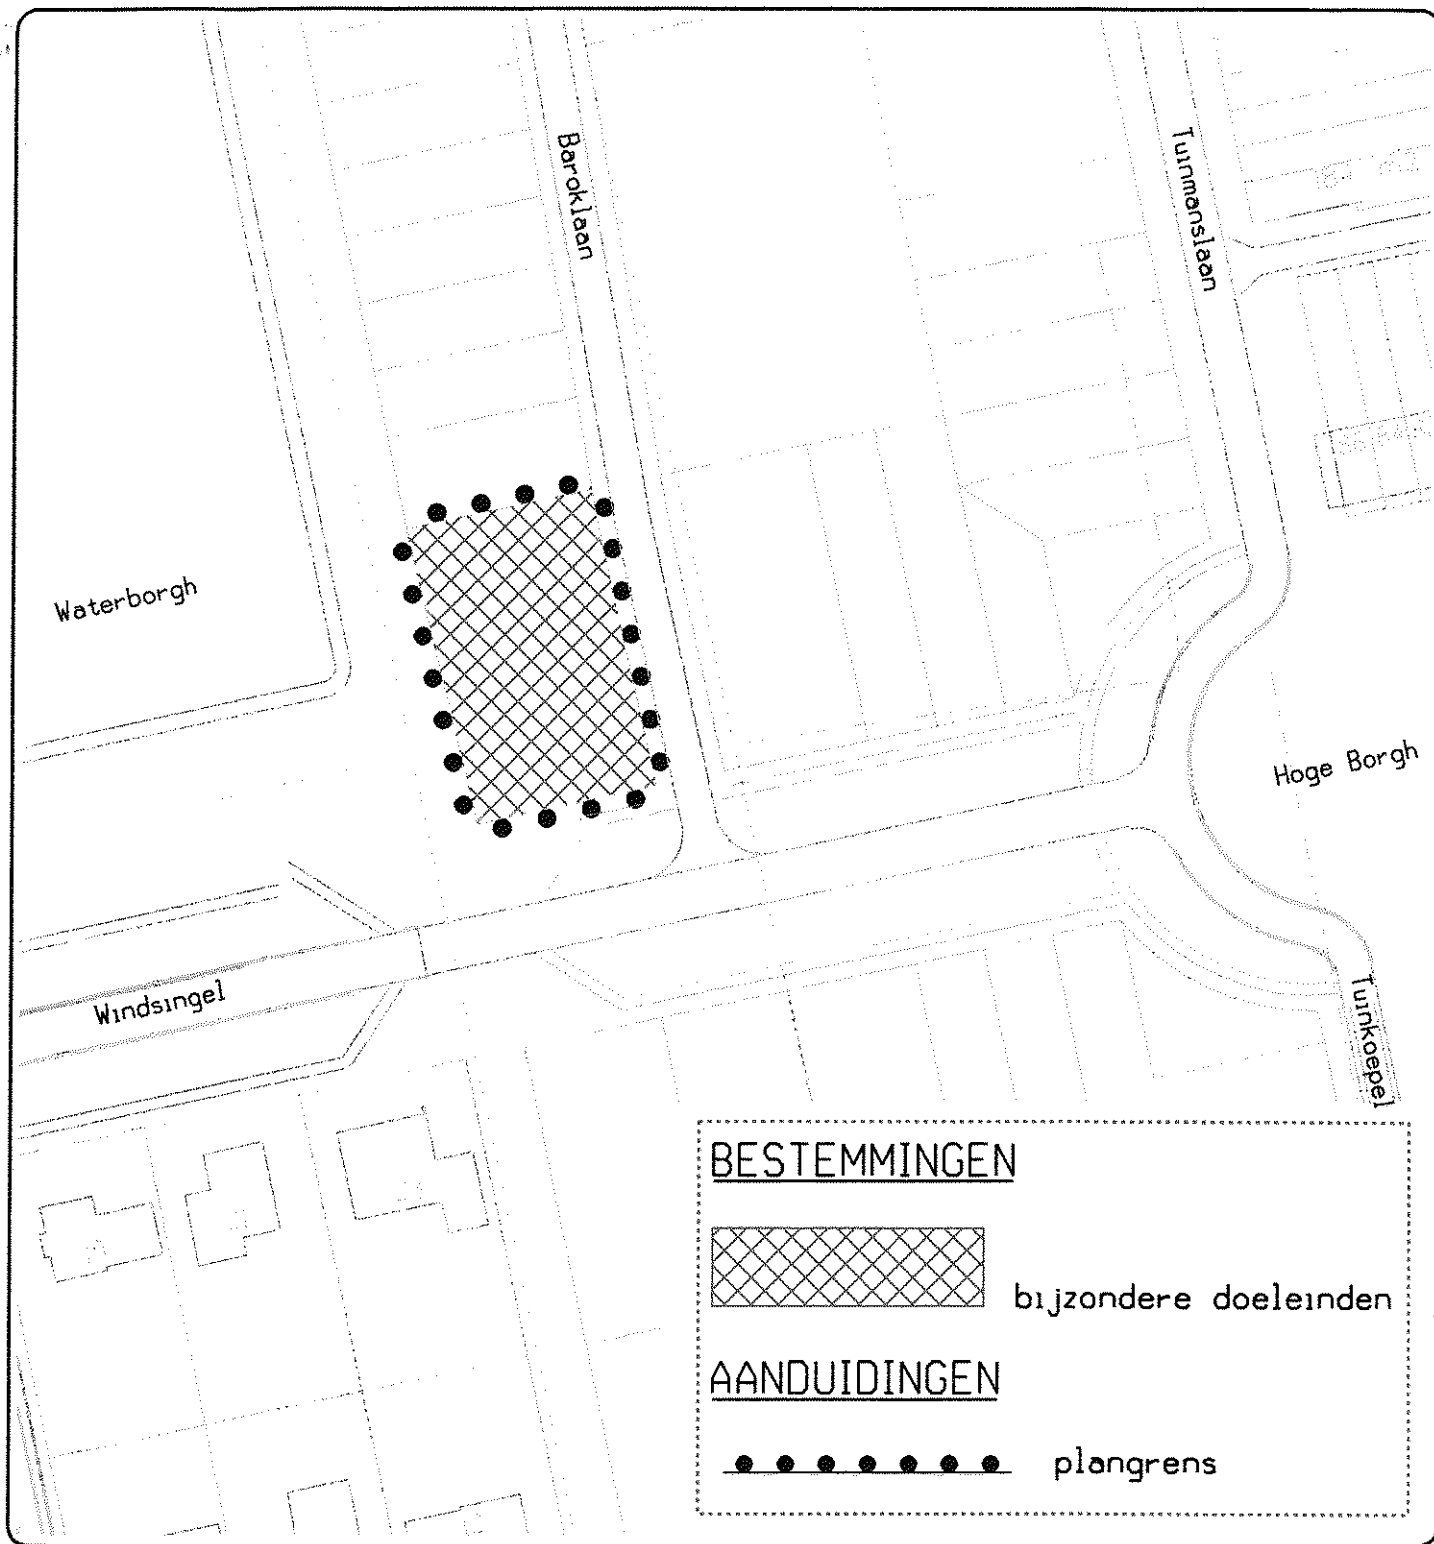 Baroklaan
Tuinmanslaan
Waterborgh
Hoge Borgh
Windsingel
Tuinkoepel
BESTEMMINGEN
bijzondere doeleinden
AANDUIDINGEN
plangrens